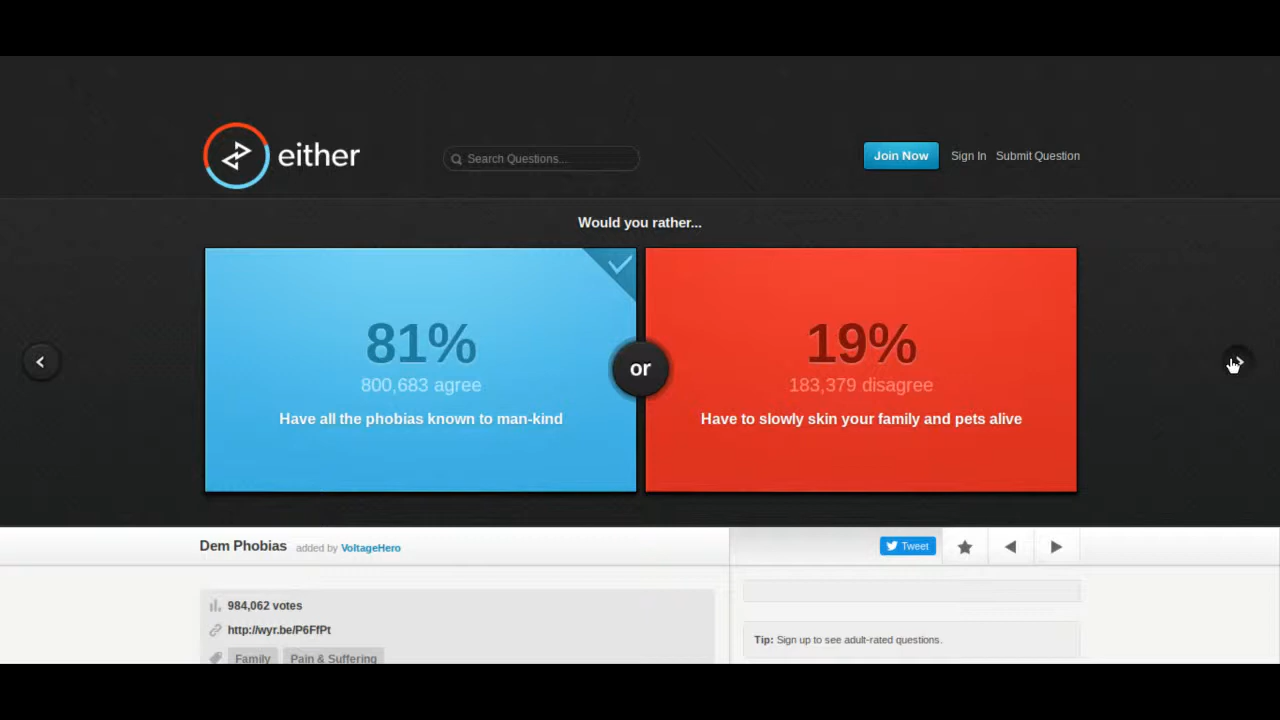 either
Search Questions....
Join Now Sign In Submit Question
Would you rather...
81%
800,683 agree
Have all the phobias known to man-kind
or
19%
183,379 disagree
Have to slowly skin your family and pets alive
Dem Phobias added by VoltageHero
Tweet
984,062 votes
http://wyr.be/P6FfPt
Family Pain & Suffering
Tip: Sign up to see adult-rated questions.